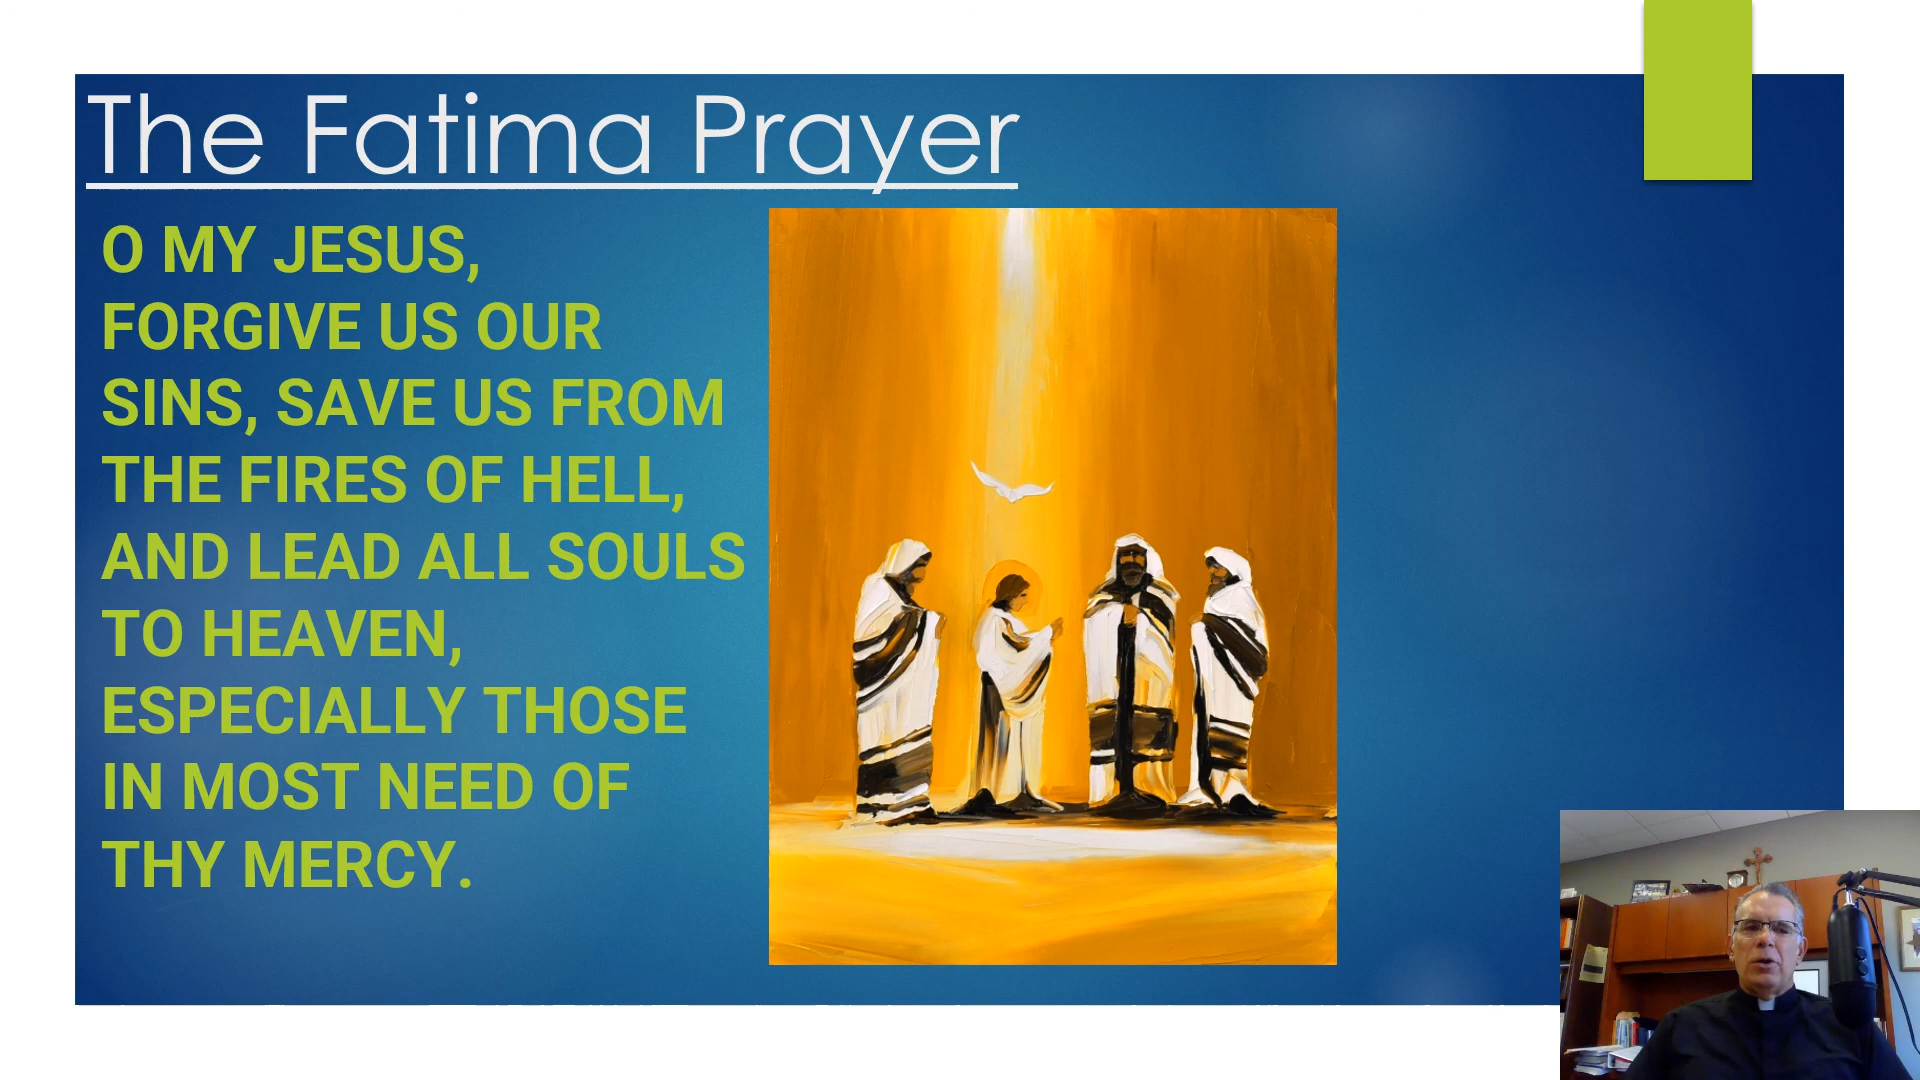 The Fatima Prayer
O MY JESUS,
FORGIVE US OUR
SINS, SAVE US FROM
THE FIRES OF HELL,
AND LEAD ALL SOULS
TO HEAVEN,
ESPECIALLY THOSE
IN MOST NEED OF
THY MERCY.